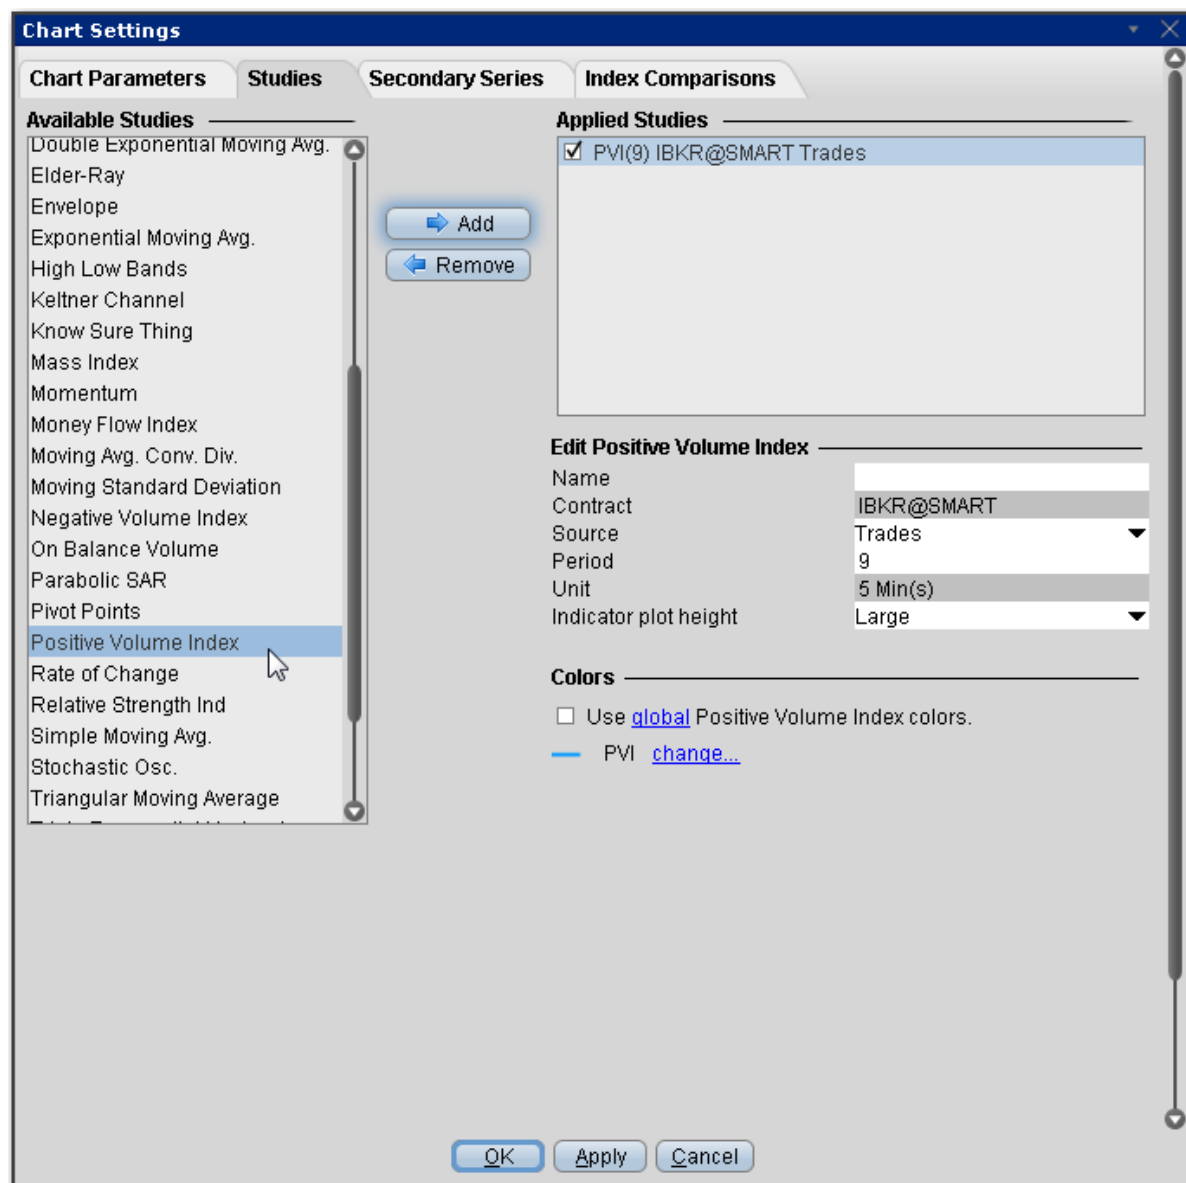 Chart Settings
Chart Parameters
Studies
Secondary Series
Index Comparisons
Available Studies
Double Exponential Moving Avg.
Elder-Ray
Envelope
Exponential Moving Avg.
High Low Bands
Keltner Channel
Know Sure Thing
Mass Index
Momentum
Money Flow Index
Moving Avg. Conv. Div.
Moving Standard Deviation
Negative Volume Index
On Balance Volume
Parabolic SAR
Pivot Points
Positive Volume Index
Rate of Change
Relative Strength Ind
Simple Moving Avg.
Stochastic Osc.
Triangular Moving Average
Add
Remove
Applied Studies
PVI(9) IBKR@SMART Trades
Edit Positive Volume Index
Name
Contract IBKR@SMART
Source Trades
Period 9
Unit 5 Min(s)
Indicator plot height Large
Colors
Use global Positive Volume Index colors.
PVI change...
OK Apply Cancel